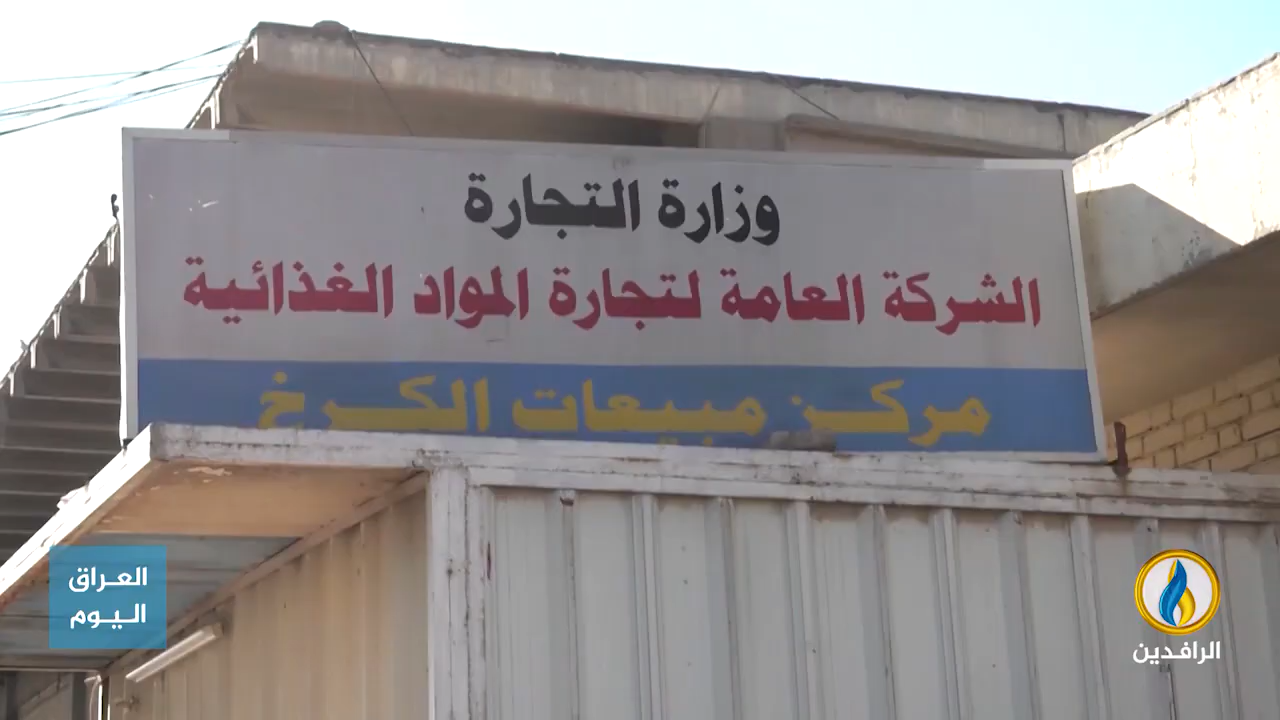 وزارة التجارة
الشركة العامة لتجارة المواد الغذائية
مركز مبيعات الكرخ
العراق
اليوم
الرافدين